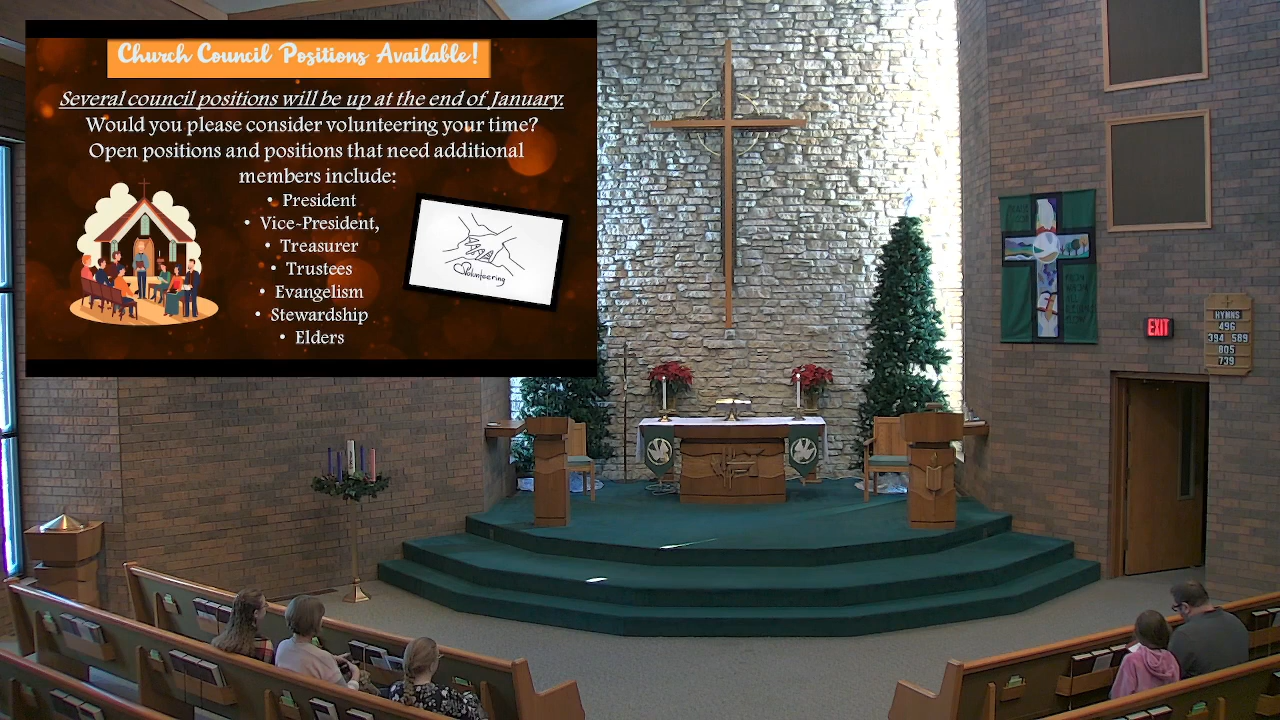 Church Council Positions Available!
Several council positions will be up at the end of January.
Would you please consider volunteering your time?
Open positions and positions that need additional
members include:
• President
• Vice-President,
• Treasurer
• Trustees
• Evangelism
• Stewardship
• Elders
Volunteering
EXIT
HYMNS
496
394 589
805
739